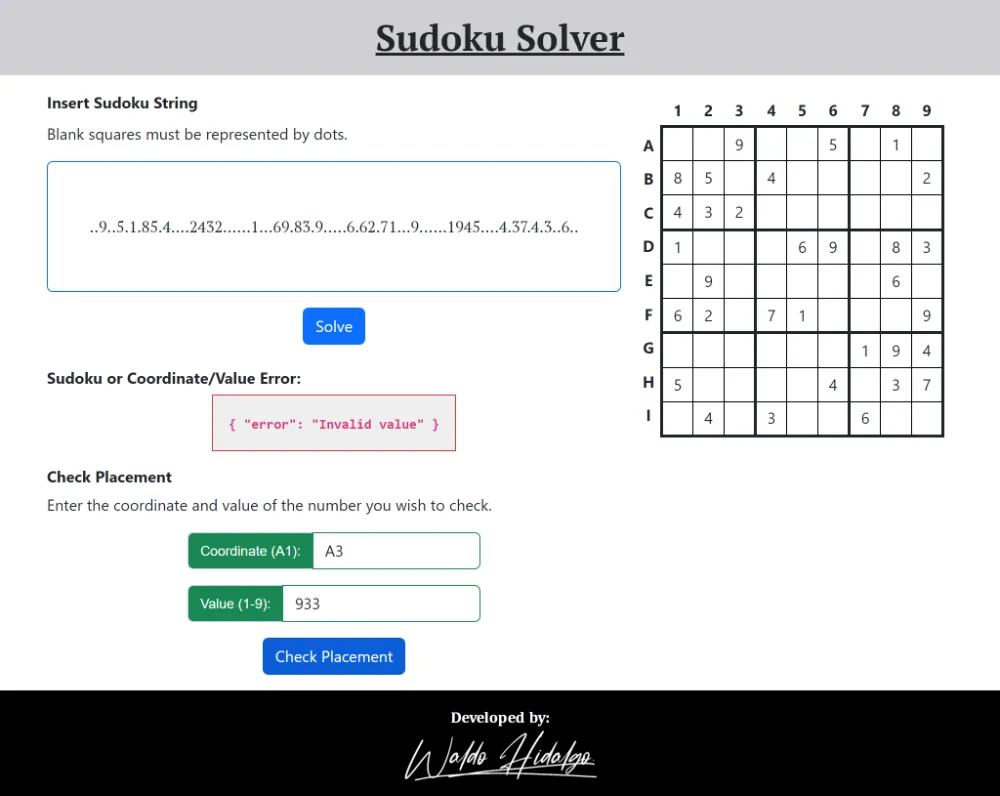 Sudoku Solver
Insert Sudoku String
Blank squares must be represented by dots.
..9..5.1.85.4....2432......1...69.83.9.....6.62.71...9......1945....4.37.4.3..6..
Solve
Sudoku or Coordinate/Value Error:
{ "error": "Invalid value" }
Check Placement
Enter the coordinate and value of the number you wish to check.
Coordinate (A1): A3
Value (1-9): 933
Check Placement
1 2 3 4 5 6 7 8 9
A 9 5 1
B 8 5 4 2
C 4 3 2
D 1 6 9 8 3
E 9 6
F 6 2 7 1 9
G 1 9 4
H 5 4 3 7
I 4 3 6
Developed by:
Waldo Hidalgo